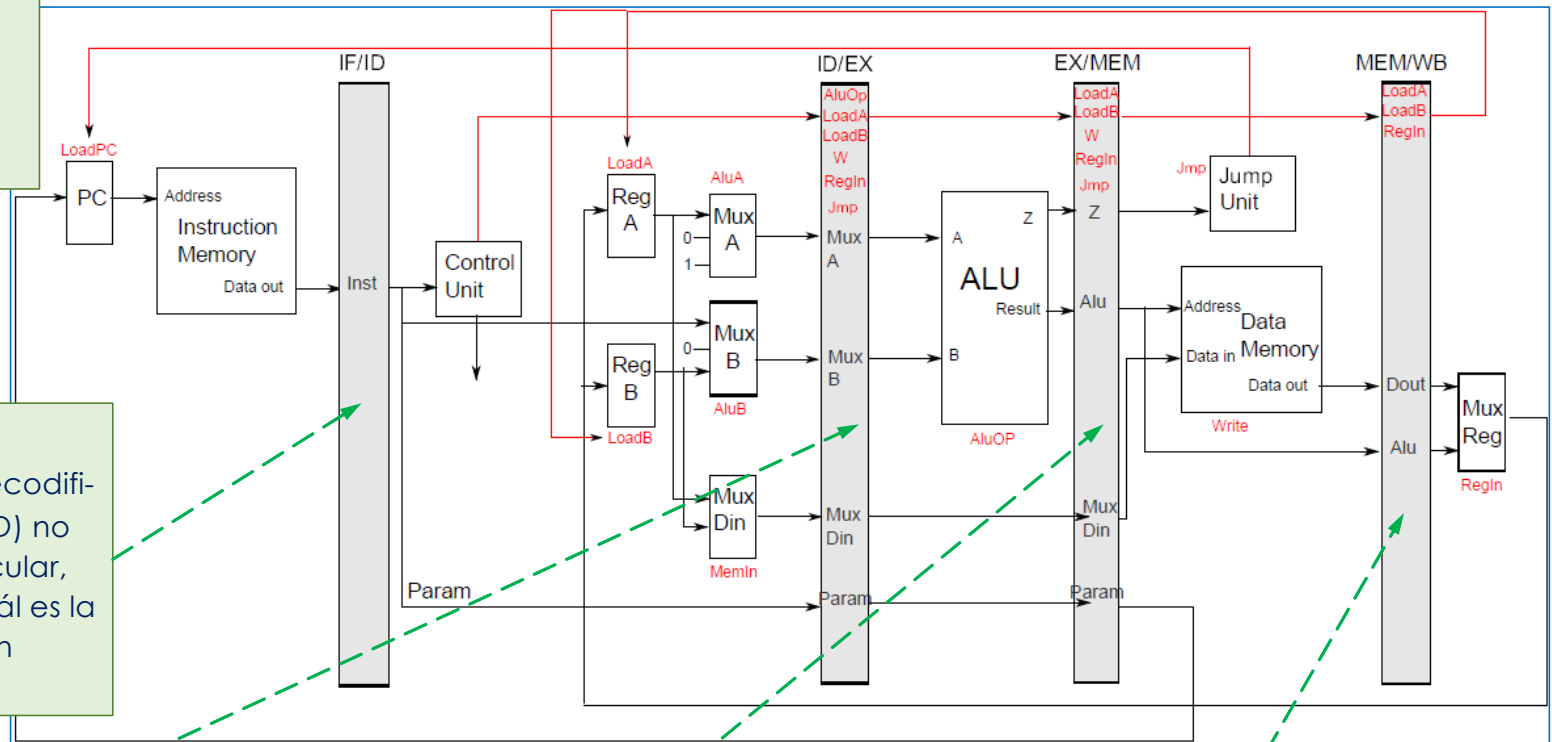 IF/ID
ID/EX
EX/MEM
MEM/WB
LoadPC
PC
Address
Instruction
Memory
Data out
Inst
Control
Unit
Param
LoadA
Reg
A
Reg
B
LoadB
AluA
Mux
A
0
1
Mux
B
0
AluB
Mux
Din
MemIn
AluOp
LoadA
LoadB
W
RegIn
Jmp
Mux
A
Mux
B
Mux
Din
Param
A
B
ALU
Z
Result
AluOP
LoadA
LoadB
W
RegIn
Jmp
Z
Alu
Mux
Din
Param
Jmp
Jump
Unit
Address
Data
Data in Memory
Data out
Write
LoadA
LoadB
RegIn
Dout
Alu
Mux
Reg
RegIn
ecodifi-
D) no
cular,
ál es la
n